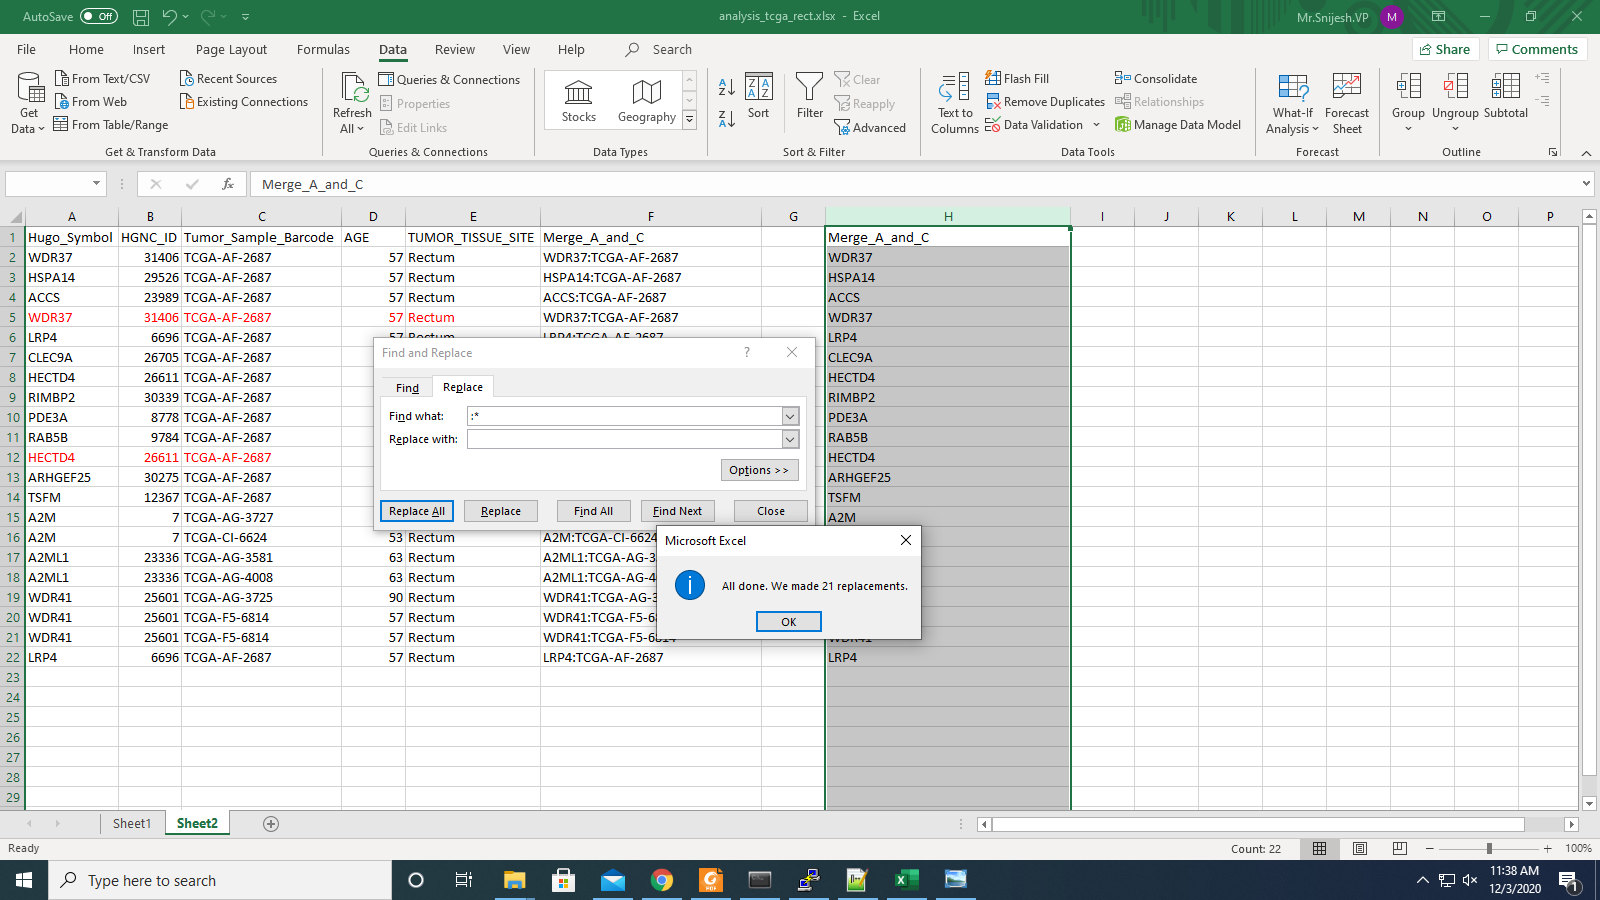 AutoSave Off analysis_tcga_rect.xlsx - Excel Mr.Snijesh.VP M
File Home Insert Page Layout Formulas Data Review View Help Search Share Comments
Get Data From Text/CSV From Web From Table/Range Recent Sources Existing Connections
Get & Transform Data
Refresh All Queries & Connections Properties Edit Links
Queries & Connections
Stocks Geography
Data Types
Sort Filter Clear Reapply Advanced
Sort & Filter
Text to Columns Flash Fill Remove Duplicates Data Validation Consolidate Relationships Manage Data Model
Data Tools
What-If Analysis Forecast Sheet
Forecast
Group Ungroup Subtotal
Outline
fx Merge_A_and_C
A B C D E F G H I J K L M N O P
1 Hugo_Symbol HGNC_ID Tumor_Sample_Barcode AGE TUMOR_TISSUE_SITE Merge_A_and_C Merge_A_and_C
2 WDR37 31406 TCGA-AF-2687 57 Rectum WDR37:TCGA-AF-2687 WDR37
3 HSPA14 29526 TCGA-AF-2687 57 Rectum HSPA14:TCGA-AF-2687 HSPA14
4 ACCS 23989 TCGA-AF-2687 57 Rectum ACCS:TCGA-AF-2687 ACCS
5 WDR37 31406 TCGA-AF-2687 57 Rectum WDR37:TCGA-AF-2687 WDR37
6 LRP4 6696 TCGA-AF-2687 57 Rectum LRP4:TCGA-AF-2687 LRP4
7 CLEC9A 26705 TCGA-AF-2687 CLEC9A
8 HECTD4 26611 TCGA-AF-2687 HECTD4
9 RIMBP2 30339 TCGA-AF-2687 RIMBP2
10 PDE3A 8778 TCGA-AF-2687 PDE3A
11 RAB5B 9784 TCGA-AF-2687 RAB5B
12 HECTD4 26611 TCGA-AF-2687 HECTD4
13 ARHGEF25 30275 TCGA-AF-2687 ARHGEF25
14 TSFM 12367 TCGA-AF-2687 TSFM
15 A2M 7 TCGA-AG-3727 A2M
16 A2M 7 TCGA-CI-6624 53 Rectum A2M:TCGA-CI-6624
17 A2ML1 23336 TCGA-AG-3581 63 Rectum A2ML1:TCGA-AG-3
18 A2ML1 23336 TCGA-AG-4008 63 Rectum A2ML1:TCGA-AG-4
19 WDR41 25601 TCGA-AG-3725 90 Rectum WDR41:TCGA-AG-3
20 WDR41 25601 TCGA-F5-6814 57 Rectum WDR41:TCGA-F5-6
21 WDR41 25601 TCGA-F5-6814 57 Rectum WDR41:TCGA-F5-6814 WDR41
22 LRP4 6696 TCGA-AF-2687 57 Rectum LRP4:TCGA-AF-2687 LRP4
23
24
25
26
27
28
29
Find and Replace ?
Find Replace
Find what: :*
Replace with:
Options >>
Replace All Replace Find All Find Next Close
Microsoft Excel
All done. We made 21 replacements.
OK
Sheet1 Sheet2
Ready Count: 22 100%
Type here to search 11:38 AM
12/3/2020 1